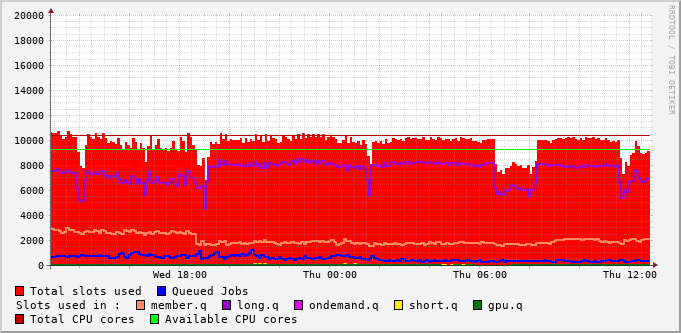 20000
18000
16000
14000
12000
10000
8000
6000
4000
2000
0
Wed 18:00 Thu 00:00 Thu 06:00 Thu 12:00
RRDTOOL / TOBI OETIKER
Total slots used Queued Jobs
Slots used in : member.q long.q ondemand.q short.q gpu.q
Total CPU cores Available CPU cores